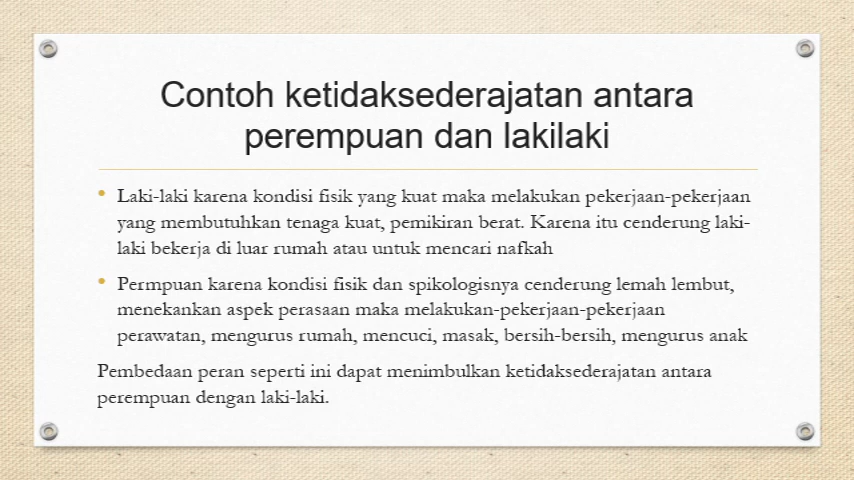 Contoh ketidaksederajatan antara
perempuan dan lakilaki
• Laki-laki karena kondisi fisik yang kuat maka melakukan pekerjaan-pekerjaan
yang membutuhkan tenaga kuat, pemikiran berat. Karena itu cenderung laki-
laki bekerja di luar rumah atau untuk mencari nafkah
• Permpuan karena kondisi fisik dan spikologisnya cenderung lemah lembut,
menekankan aspek perasaan maka melakukan-pekerjaan-pekerjaan
perawatan, mengurus rumah, mencuci, masak, bersih-bersih, mengurus anak
Pembedaan peran seperti ini dapat menimbulkan ketidaksederajatan antara
perempuan dengan laki-laki.